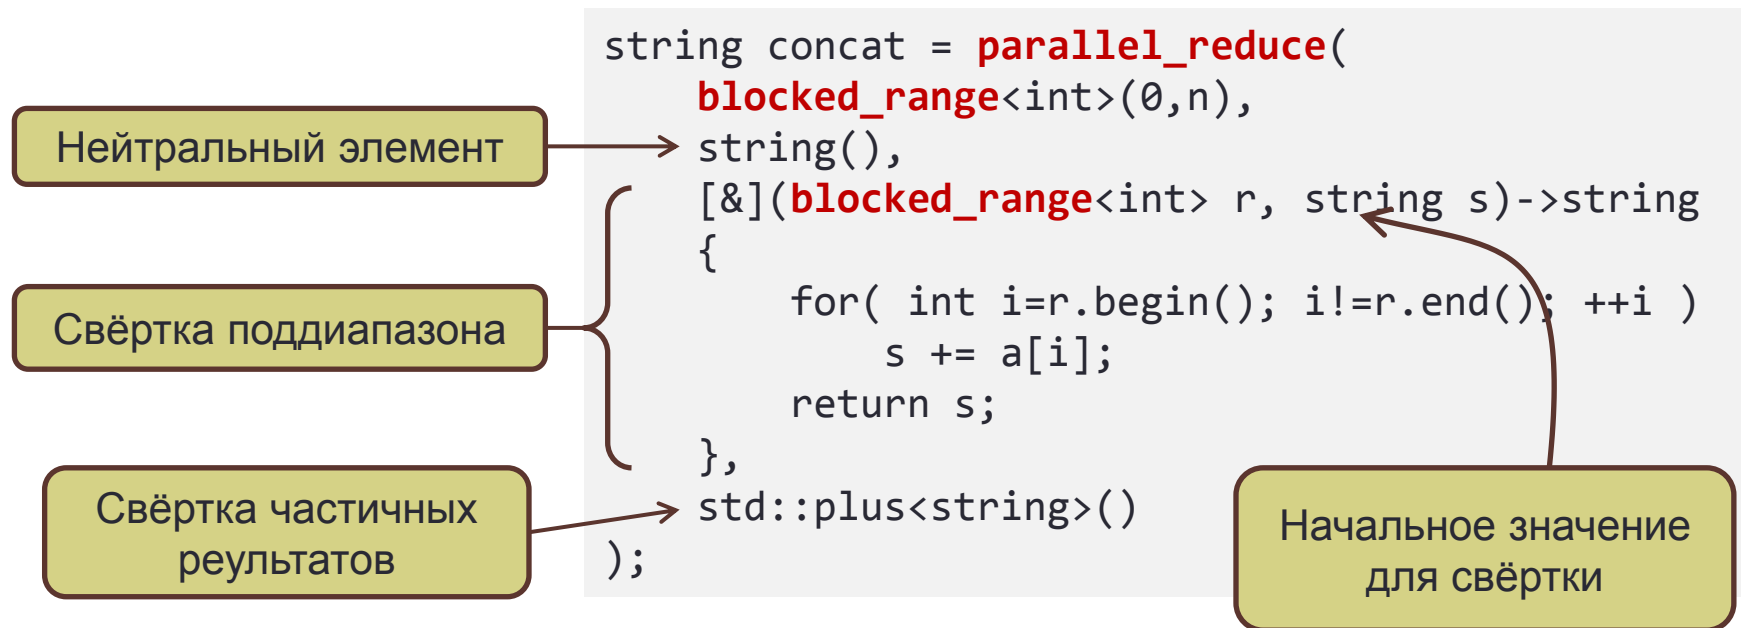 string concat = parallel_reduce(
blocked_range<int>(0,n),
Нейтральный элемент
string(),
[&](blocked_range<int> r, string s)->string
{
Свёртка поддиапазона
for( int i=r.begin(); i!=r.end(); ++i )
s += a[i];
return s;
},
Свёртка частичных
реультатов
std::plus<string>()
);
Начальное значение
для свёртки